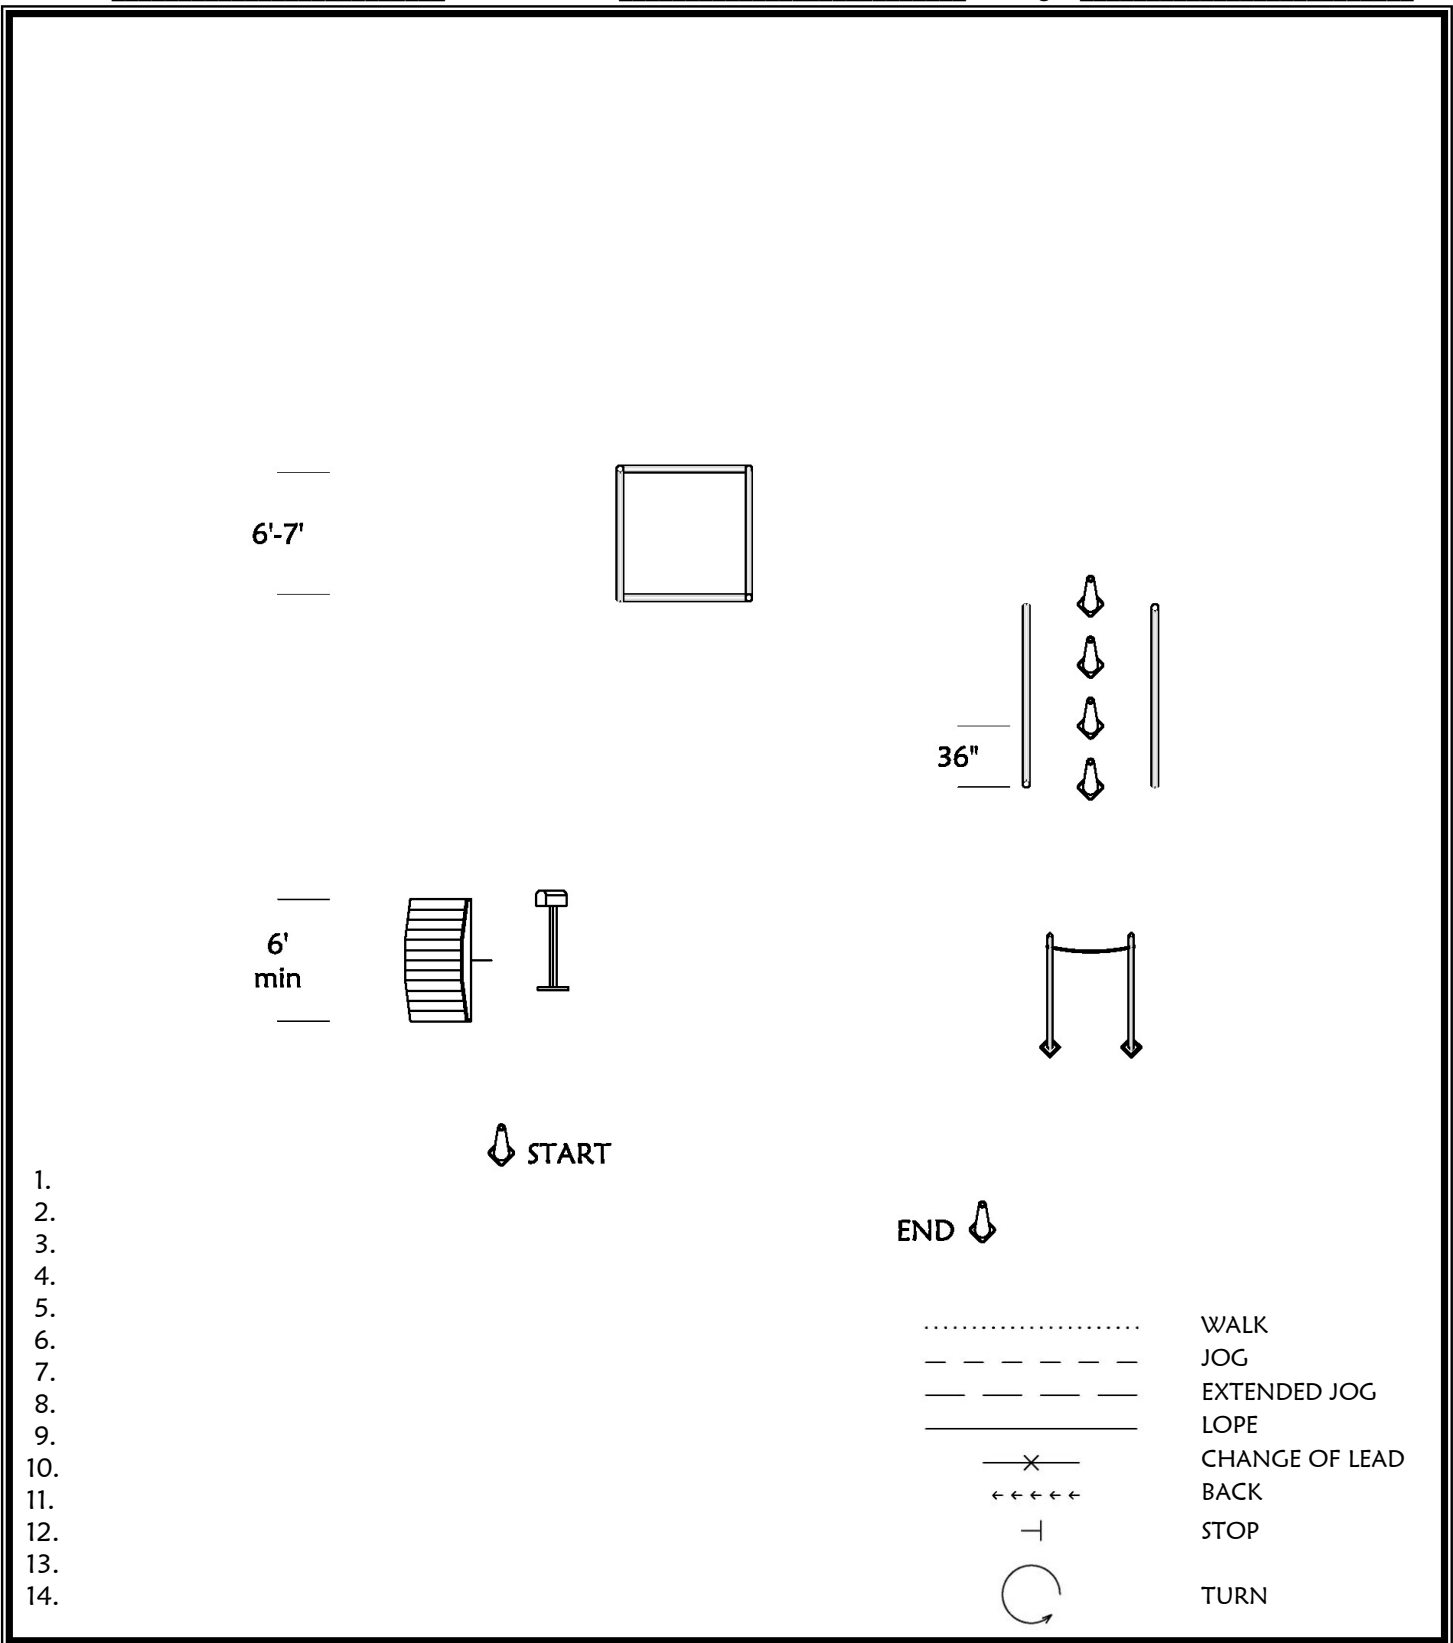 6'-7'
36"
6'
min
START
END
1.
2.
3.
4.
5.
6.
7.
8.
9.
10.
11.
12.
13.
14.
WALK
JOG
EXTENDED JOG
LOPE
CHANGE OF LEAD
BACK
STOP
TURN